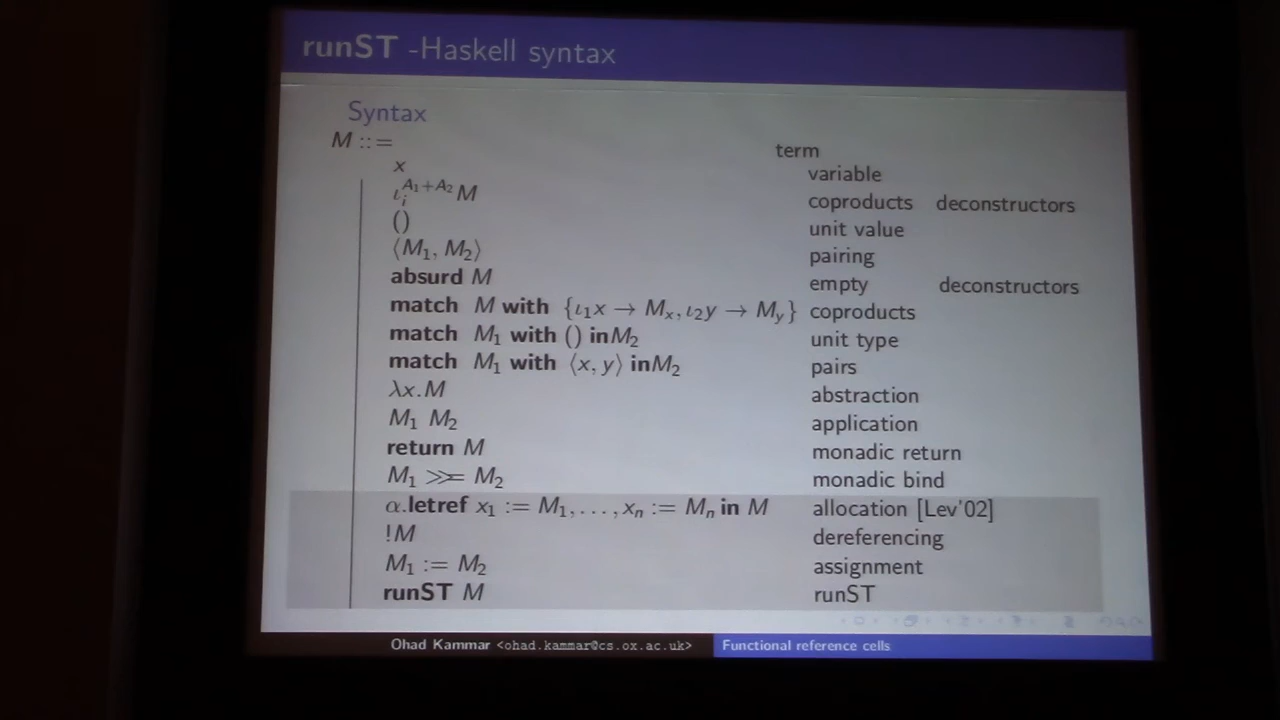 runST -Haskell syntax
Syntax
M ::= term
x variable
ι_i^{A₁+A₂} M coproducts deconstructors
() unit value
⟨M₁, M₂⟩ pairing
absurd M empty deconstructors
match M with {ι₁x → Mₓ, ι₂y → M_y} coproducts
match M₁ with () in M₂ unit type
match M₁ with ⟨x, y⟩ in M₂ pairs
λx.M abstraction
M₁ M₂ application
return M monadic return
M₁ >>= M₂ monadic bind
α.letref x₁ := M₁, . . . , xₙ := Mₙ in M allocation [Lev'02]
!M dereferencing
M₁ := M₂ assignment
runST M runST
Ohad Kammar <ohad.kammar@cs.ox.ac.uk> Functional reference cells